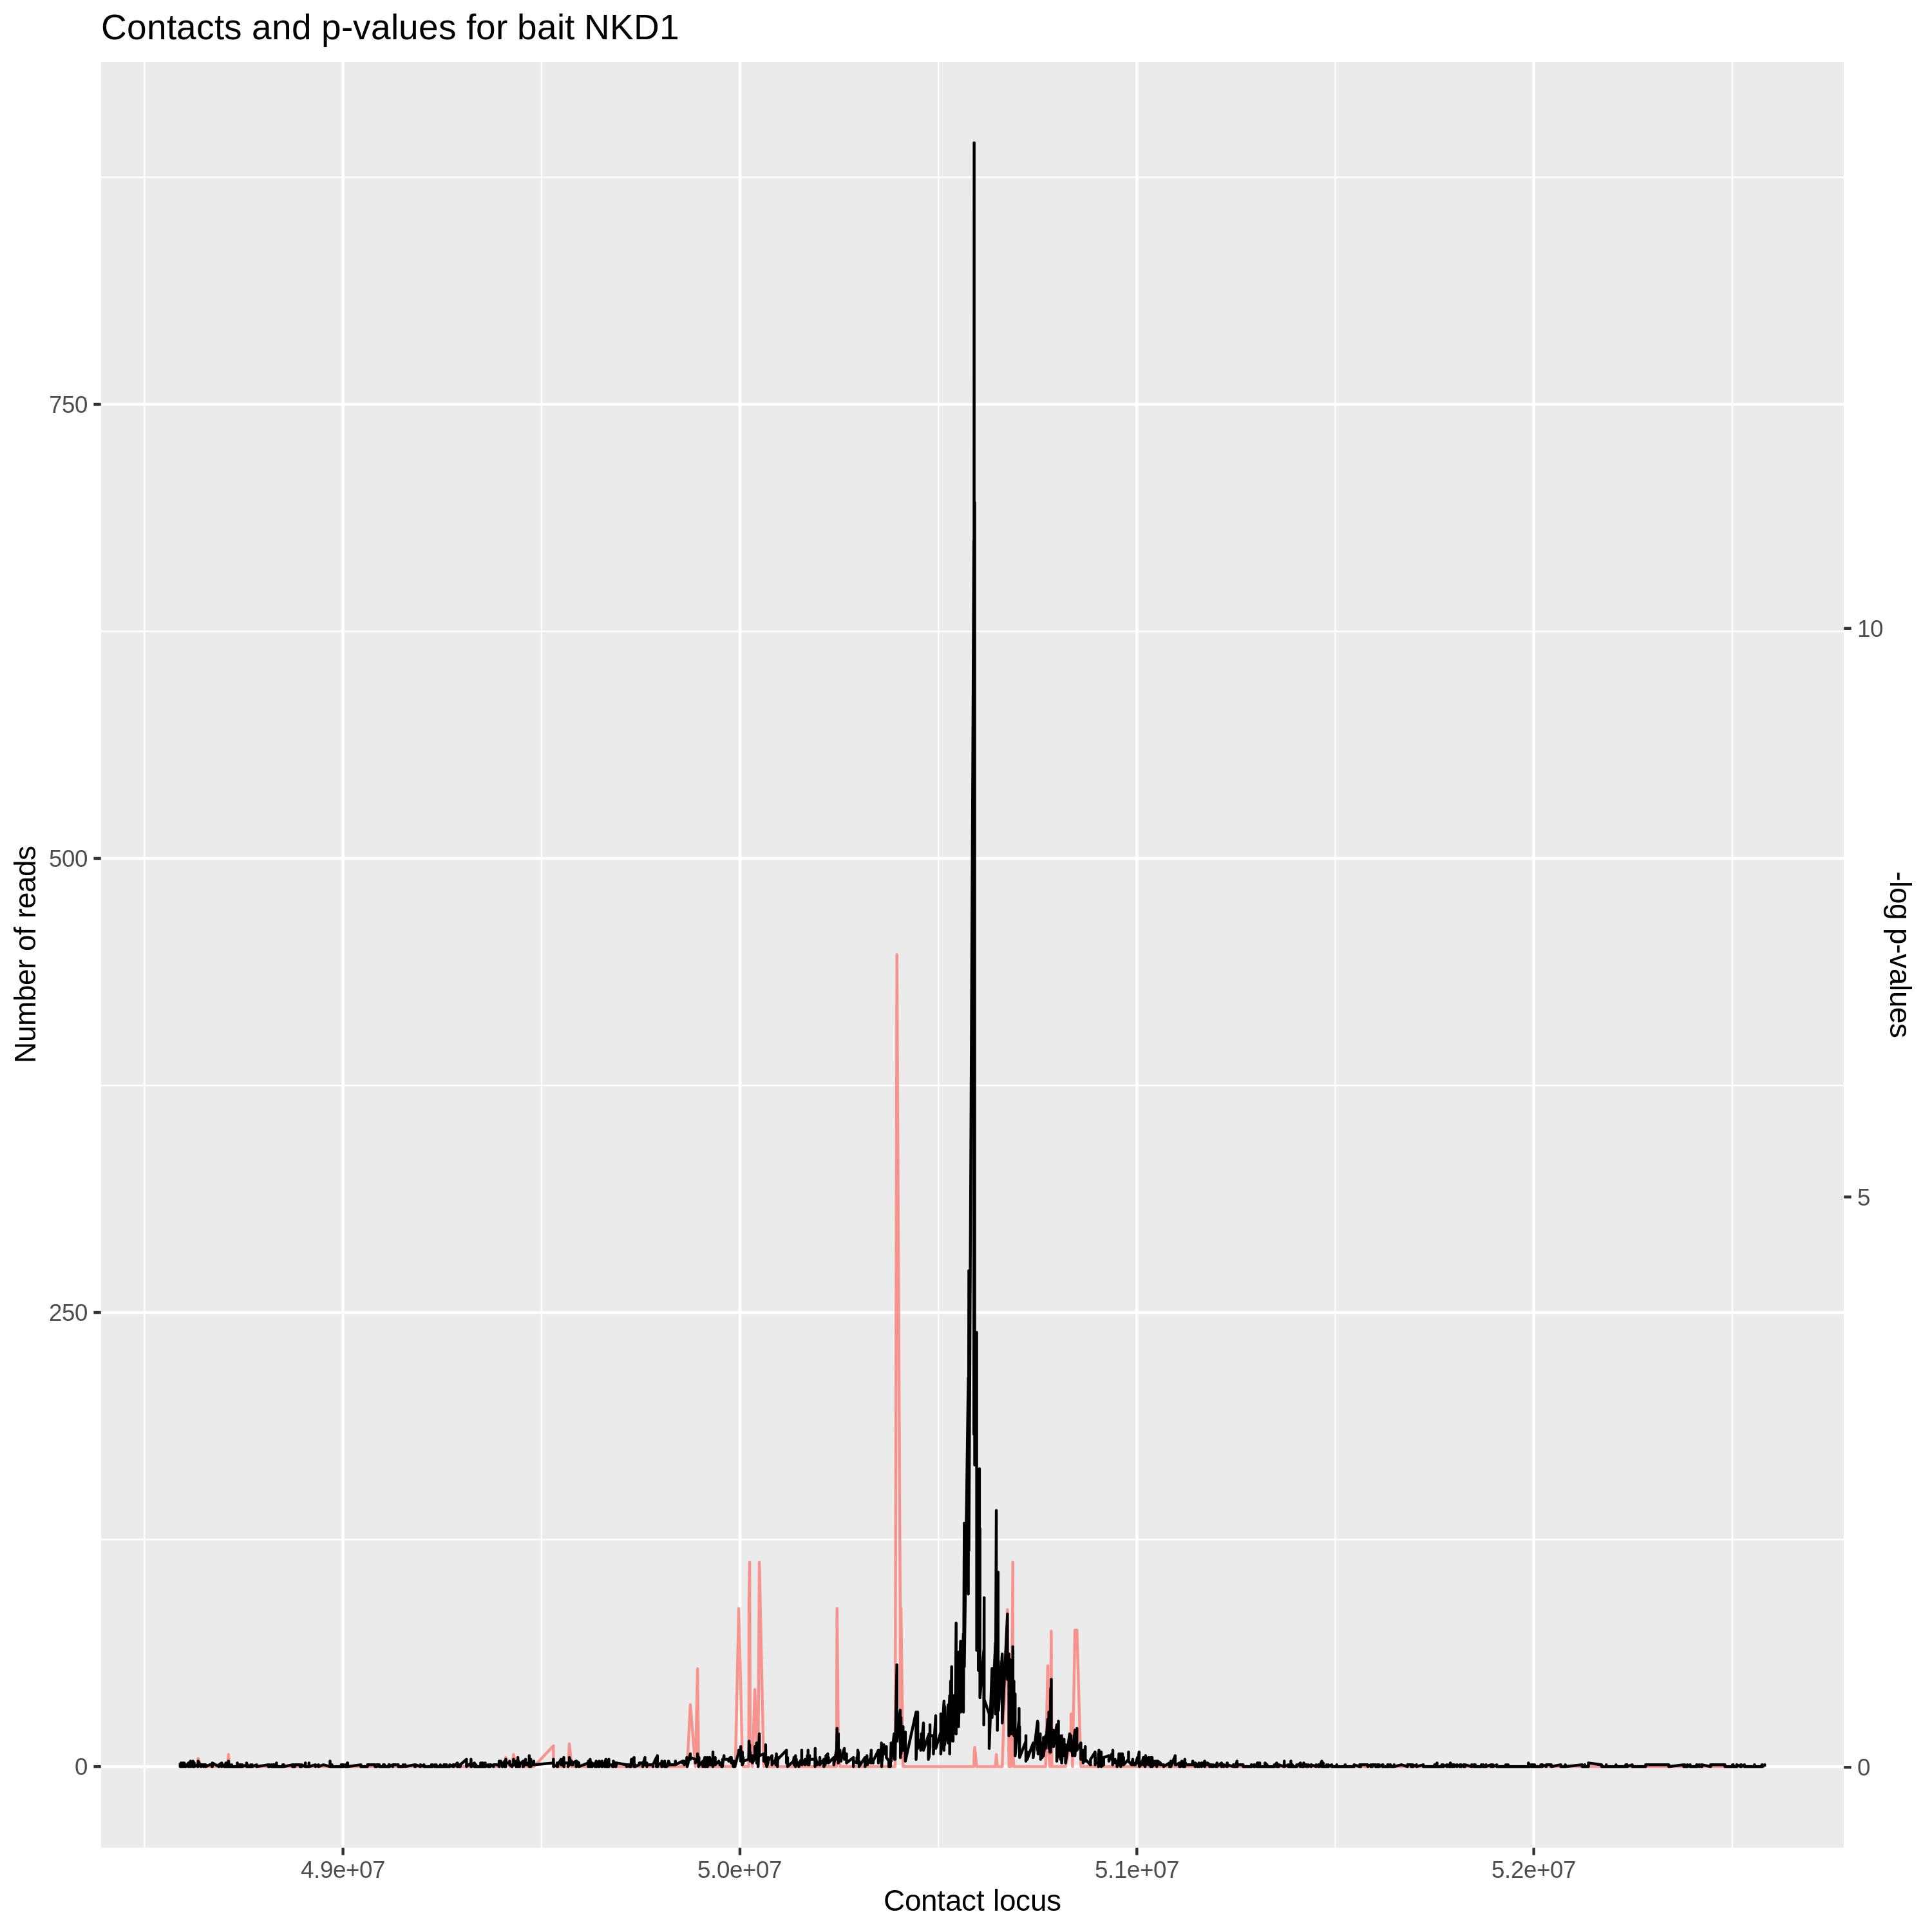 Contacts and p-values for bait NKD1
750
500
250
0
Number of reads
10
5
0
-log p-values
4.9e+07
5.0e+07
5.1e+07
5.2e+07
Contact locus